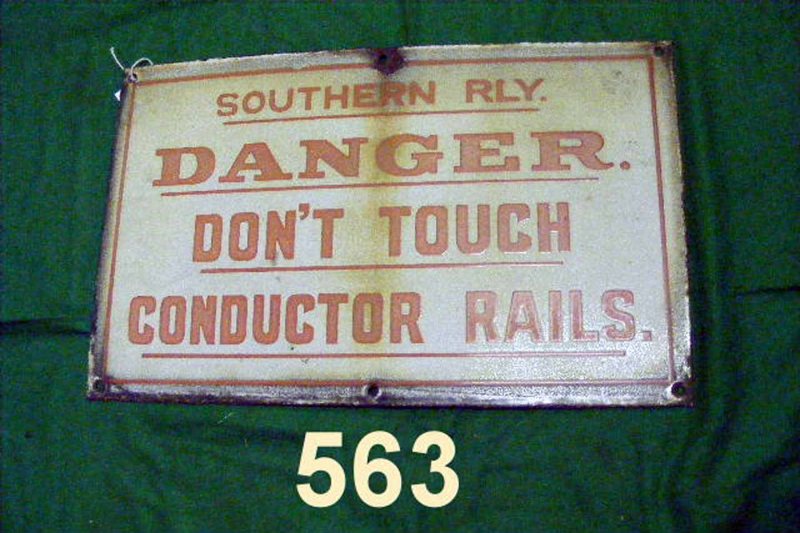 SOUTHERN RLY.
DANGER.
DON'T TOUCH
CONDUCTOR RAILS.
563